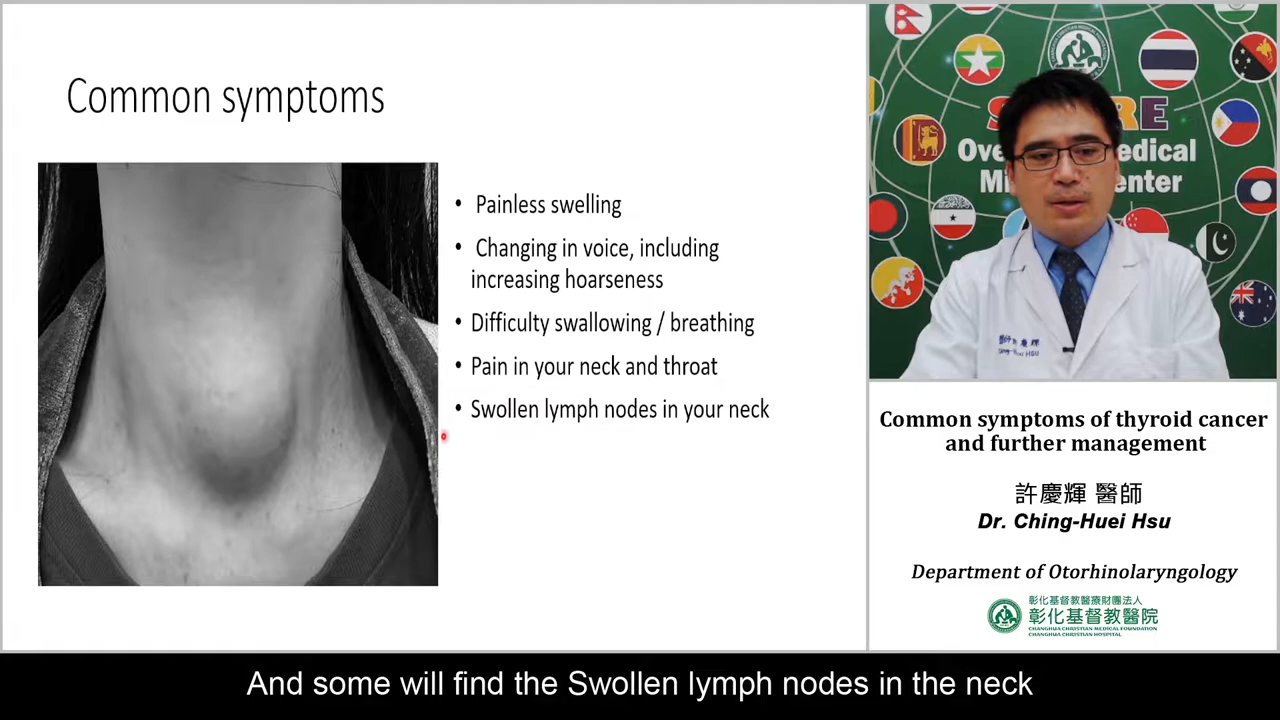 Common symptoms
• Painless swelling
• Changing in voice, including
increasing hoarseness
• Difficulty swallowing / breathing
• Pain in your neck and throat
• Swollen lymph nodes in your neck
Common symptoms of thyroid cancer
and further management
許慶輝 醫師
Dr. Ching-Huei Hsu
Department of Otorhinolaryngology
彰化基督教醫療財團法人
彰化基督教醫院
CHANGHUA CHRISTIAN MEDICAL FOUNDATION
CHANGHUA CHRISTIAN HOSPITAL
And some will find the Swollen lymph nodes in the neck